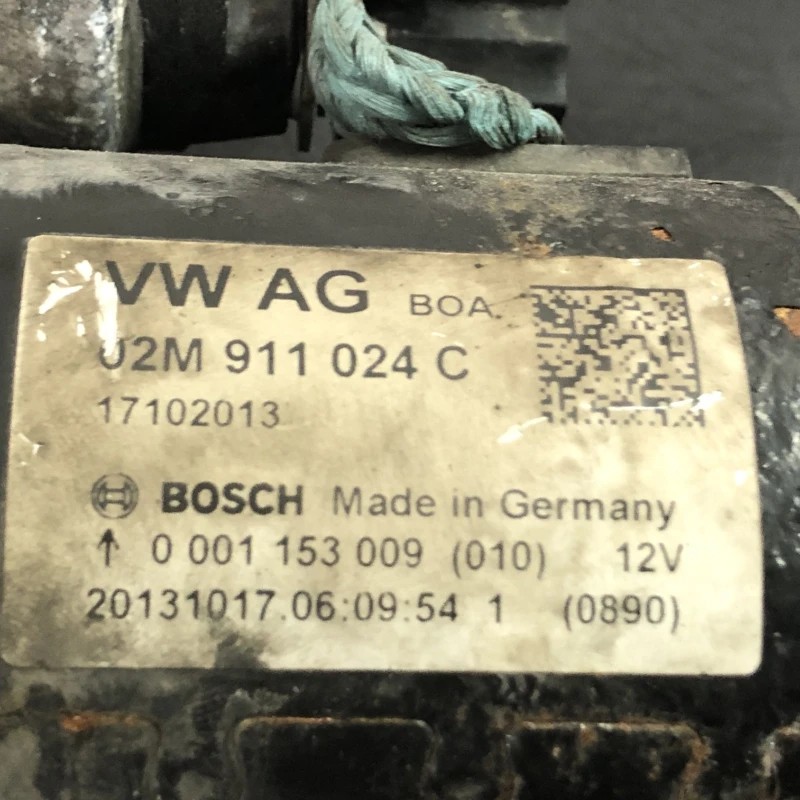 VW AG BOA.
02M 911 024 C
17102013
BOSCH Made in Germany
↑ 0 001 153 009 (010) 12V
20131017.06:09:54 1 (0890)